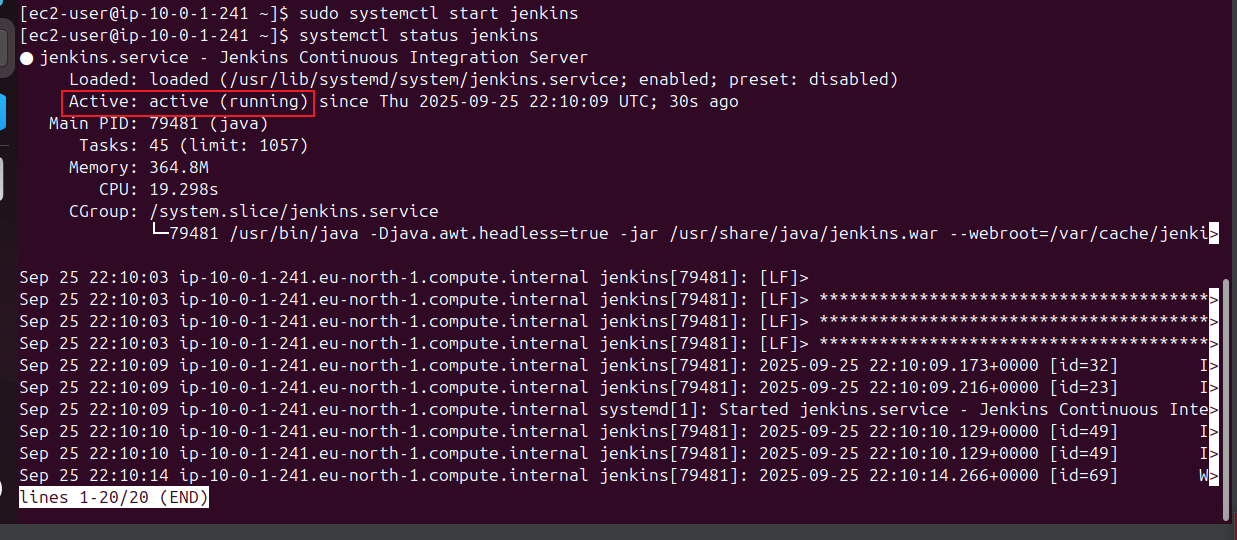 [ec2-user@ip-10-0-1-241 ~]$ sudo systemctl start jenkins
[ec2-user@ip-10-0-1-241 ~]$ systemctl status jenkins
● jenkins.service - Jenkins Continuous Integration Server
Loaded: loaded (/usr/lib/systemd/system/jenkins.service; enabled; preset: disabled)
Active: active (running) since Thu 2025-09-25 22:10:09 UTC; 30s ago
Main PID: 79481 (java)
Tasks: 45 (limit: 1057)
Memory: 364.8M
CPU: 19.298s
CGroup: /system.slice/jenkins.service
└─79481 /usr/bin/java -Djava.awt.headless=true -jar /usr/share/java/jenkins.war --webroot=/var/cache/jenki>
Sep 25 22:10:03 ip-10-0-1-241.eu-north-1.compute.internal jenkins[79481]: [LF]>
Sep 25 22:10:03 ip-10-0-1-241.eu-north-1.compute.internal jenkins[79481]: [LF]> ***************************************>
Sep 25 22:10:03 ip-10-0-1-241.eu-north-1.compute.internal jenkins[79481]: [LF]> ***************************************>
Sep 25 22:10:03 ip-10-0-1-241.eu-north-1.compute.internal jenkins[79481]: [LF]> ***************************************>
Sep 25 22:10:09 ip-10-0-1-241.eu-north-1.compute.internal jenkins[79481]: 2025-09-25 22:10:09.173+0000 [id=32] I>
Sep 25 22:10:09 ip-10-0-1-241.eu-north-1.compute.internal jenkins[79481]: 2025-09-25 22:10:09.216+0000 [id=23] I>
Sep 25 22:10:09 ip-10-0-1-241.eu-north-1.compute.internal systemd[1]: Started jenkins.service - Jenkins Continuous Inte>
Sep 25 22:10:10 ip-10-0-1-241.eu-north-1.compute.internal jenkins[79481]: 2025-09-25 22:10:10.129+0000 [id=49] I>
Sep 25 22:10:10 ip-10-0-1-241.eu-north-1.compute.internal jenkins[79481]: 2025-09-25 22:10:10.129+0000 [id=49] I>
Sep 25 22:10:14 ip-10-0-1-241.eu-north-1.compute.internal jenkins[79481]: 2025-09-25 22:10:14.266+0000 [id=69] W>
lines 1-20/20 (END)